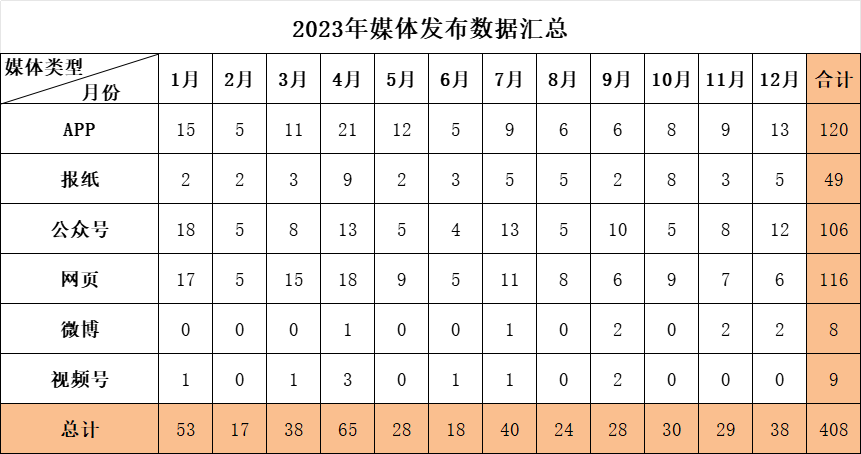 2023年媒体发布数据汇总
媒体类型
月份
1月 2月 3月 4月 5月 6月 7月 8月 9月 10月 11月 12月 合计
APP 15 5 11 21 12 5 9 6 6 8 9 13 120
报纸 2 2 3 9 2 3 5 5 2 8 3 5 49
公众号 18 5 8 13 5 4 13 5 10 5 8 12 106
网页 17 5 15 18 9 5 11 8 6 9 7 6 116
微博 0 0 0 1 0 0 1 0 2 0 2 2 8
视频号 1 0 1 3 0 1 1 0 2 0 0 0 9
总计 53 17 38 65 28 18 40 24 28 30 29 38 408